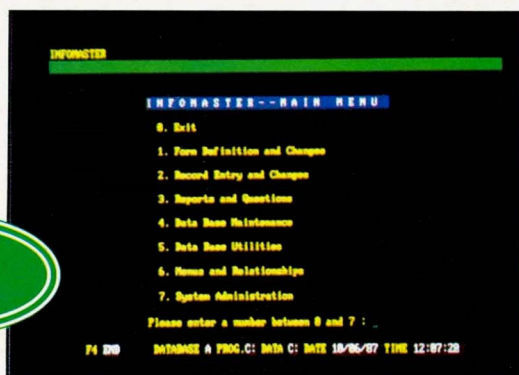 INFOMASTER
INFOMASTER--MAIN MENU
0. Exit
1. Form Definition and Changes
2. Record Entry and Changes
3. Reports and Questions
4. Data Base Maintenance
5. Data Base Utilities
6. Menus and Relationships
7. System Administration
Please enter a number between 0 and 7 : _
F4 END DATABASE A PROG.C: DATA C: DATE 10/06/87 TIME 12:07:28